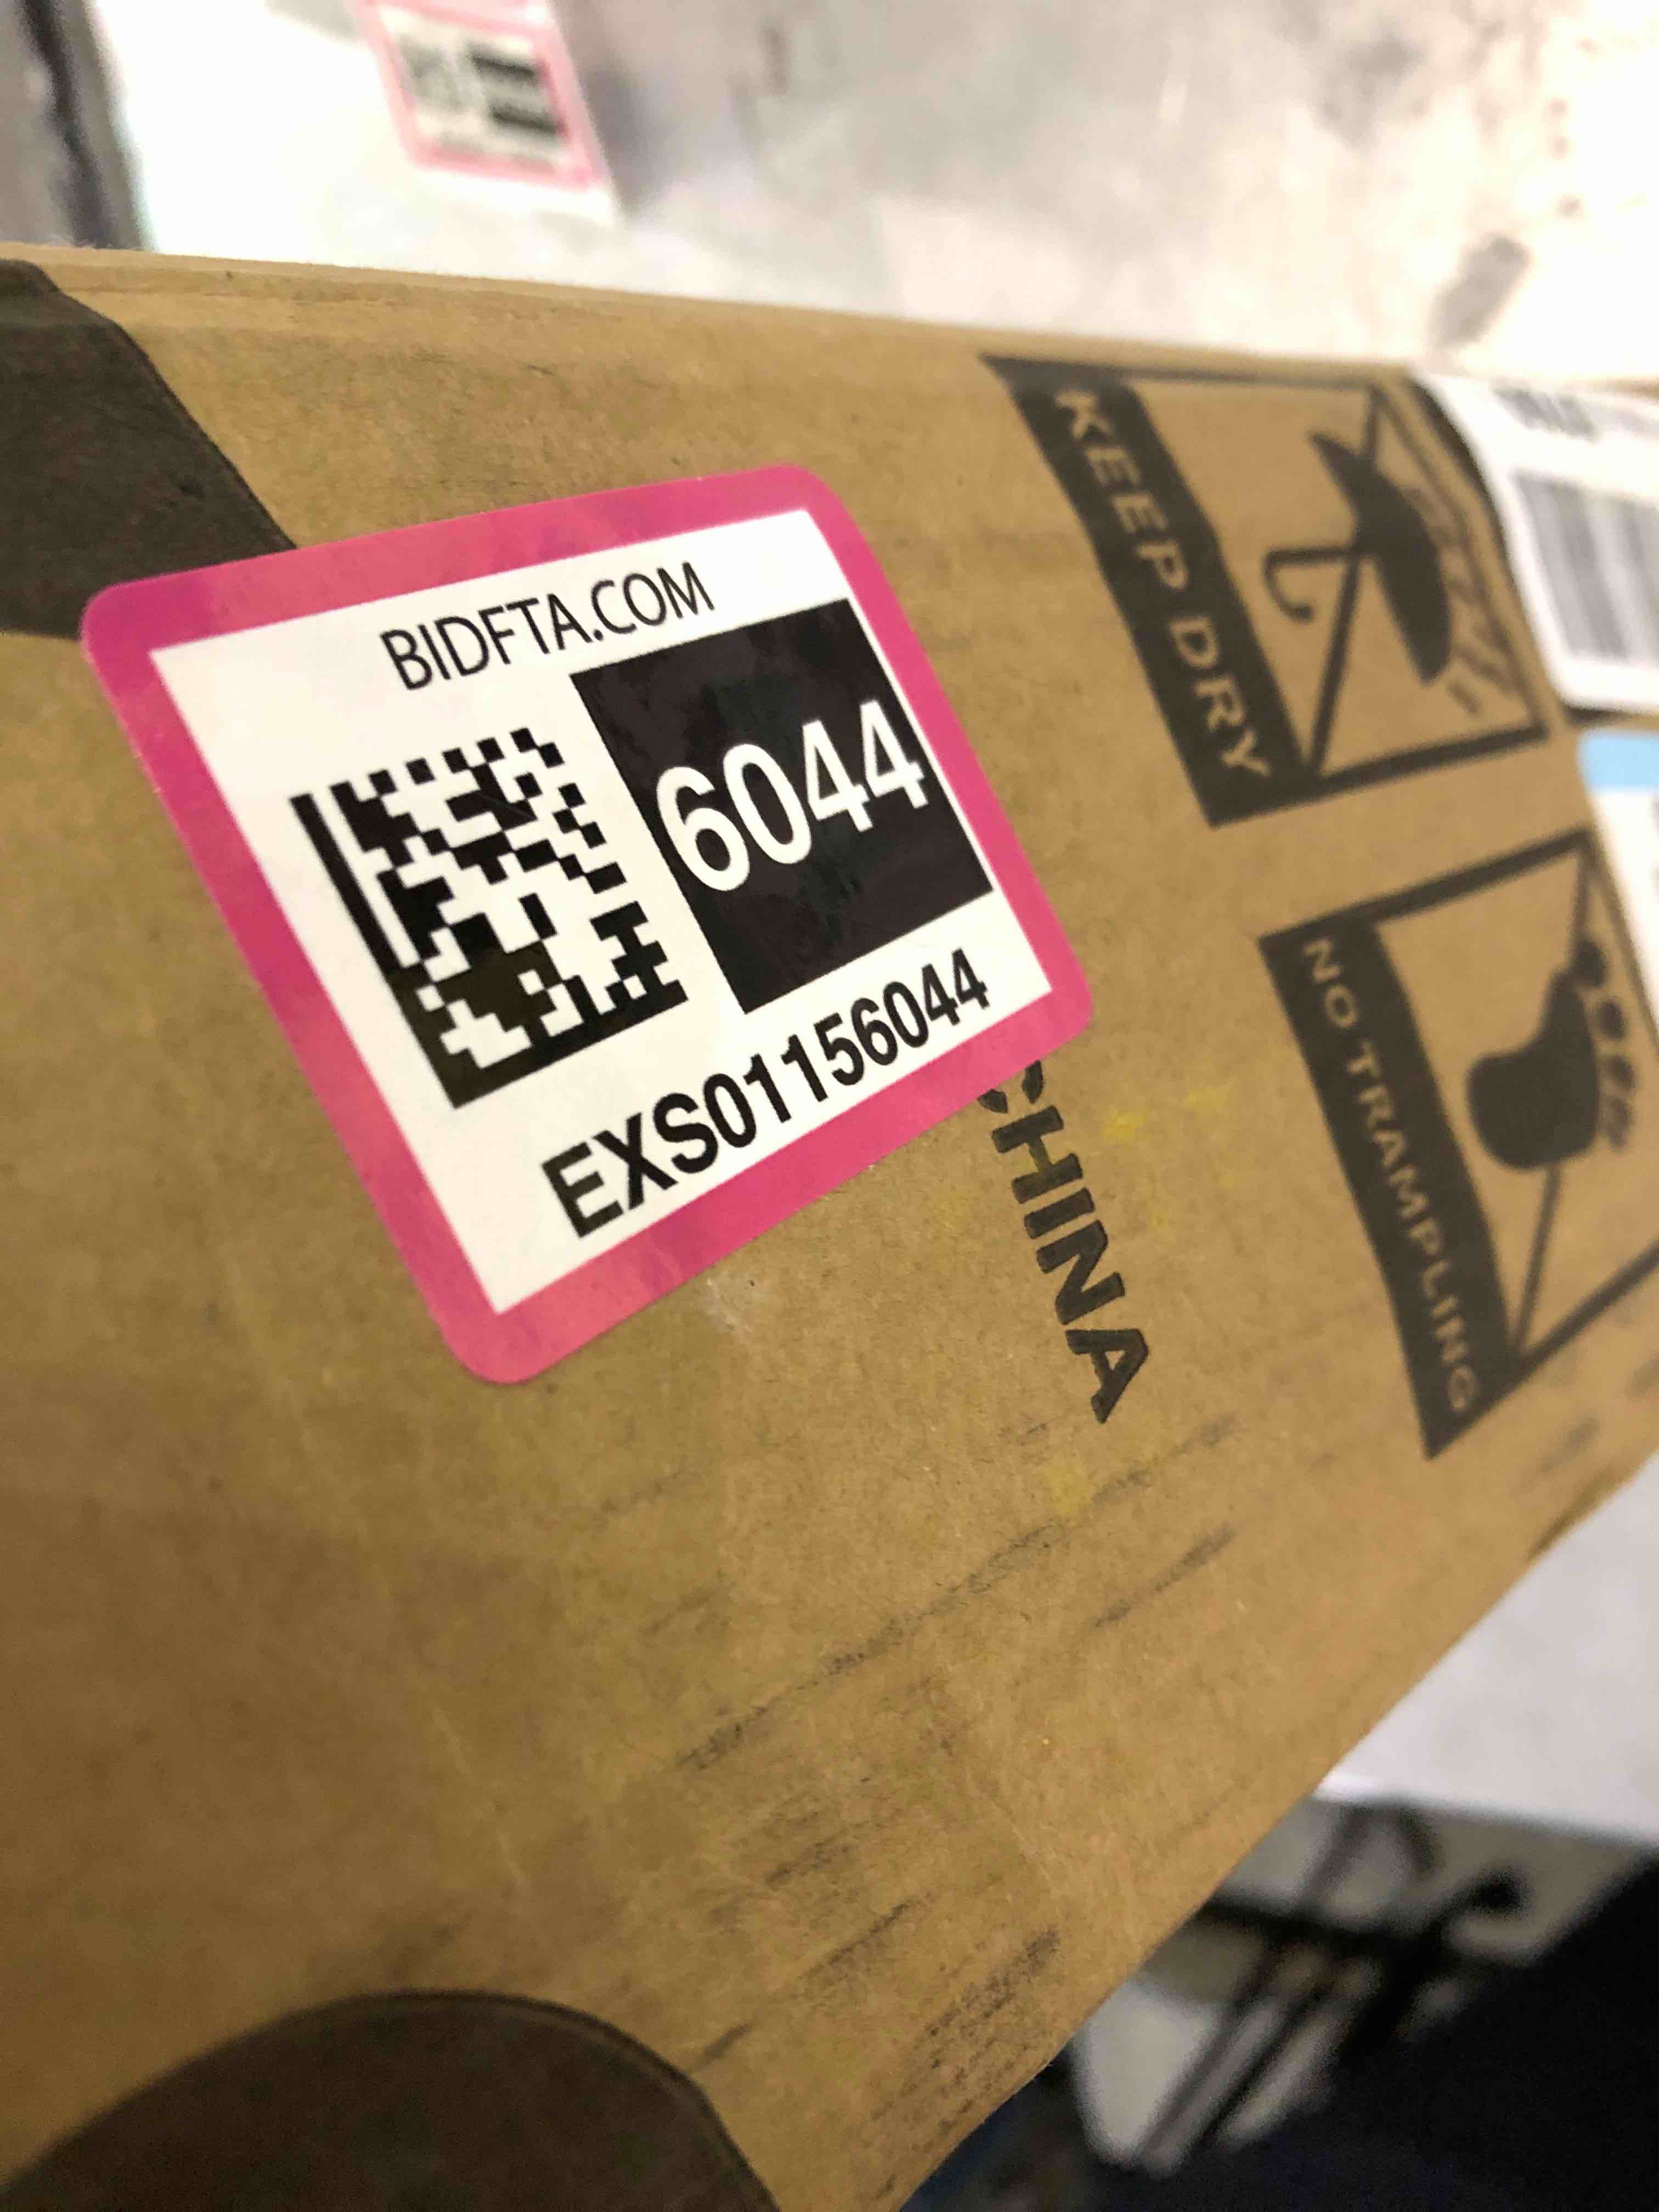 BIDFTA.COM
6044
EXS01156044
CHINA
KEEP DRY
NO TRAMPLING